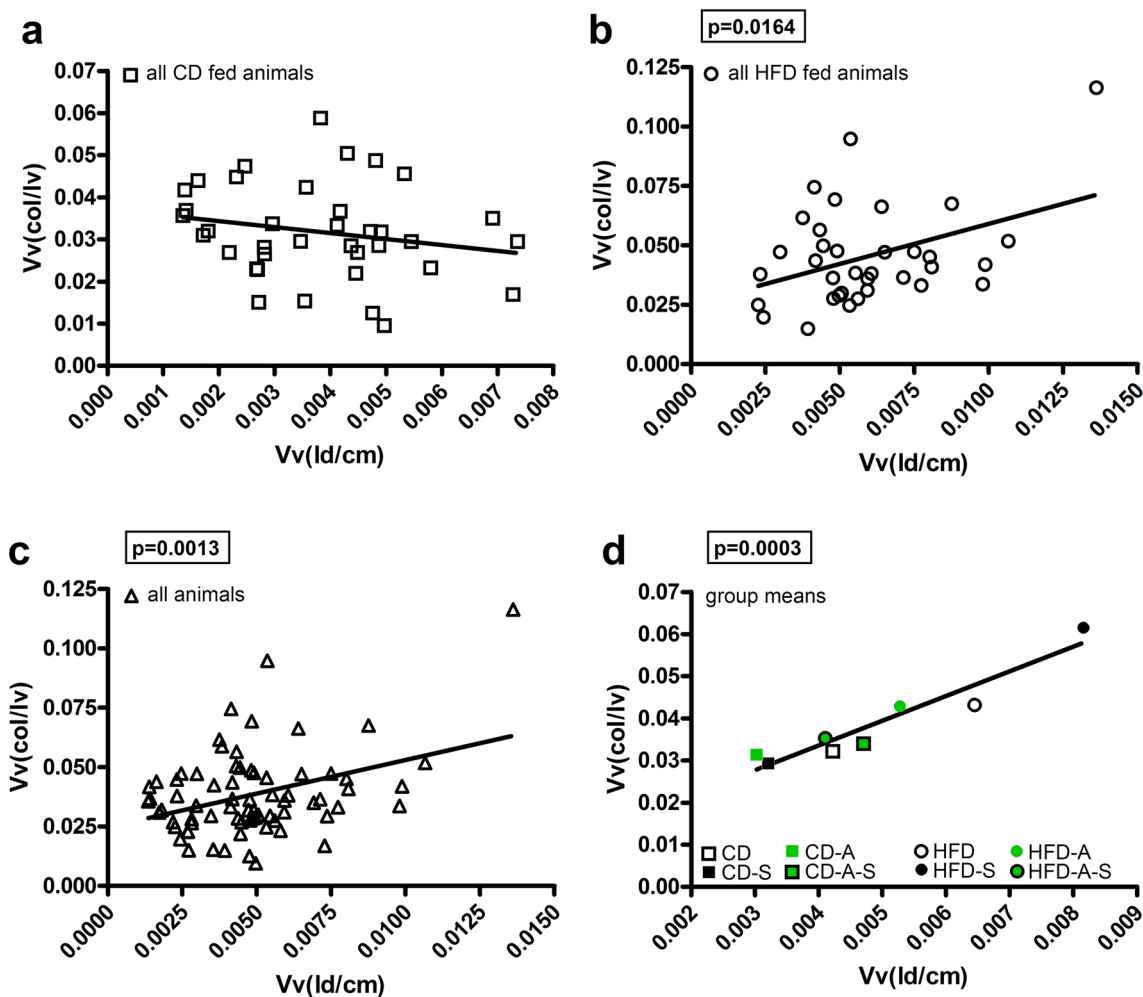 a
all CD fed animals
0.07
0.06
0.05
0.04
0.03
0.02
0.01
0.00
Vv(col/lv)
0.000
0.001
0.002
0.003
0.004
0.005
0.006
0.007
0.008
Vv(ld/cm)
b
p=0.0164
all HFD fed animals
0.125
0.100
0.075
0.050
0.025
0.000
Vv(col/lv)
0.0000
0.0025
0.0050
0.0075
0.0100
0.0125
0.0150
Vv(ld/cm)
c
p=0.0013
all animals
0.125
0.100
0.075
0.050
0.025
0.000
Vv(col/lv)
0.0000
0.0025
0.0050
0.0075
0.0100
0.0125
0.0150
Vv(ld/cm)
d
p=0.0003
group means
0.07
0.06
0.05
0.04
0.03
0.02
0.01
0.00
Vv(col/lv)
CD CD-A HFD HFD-A
CD-S CD-A-S HFD-S HFD-A-S
0.002
0.003
0.004
0.005
0.006
0.007
0.008
0.009
Vv(ld/cm)